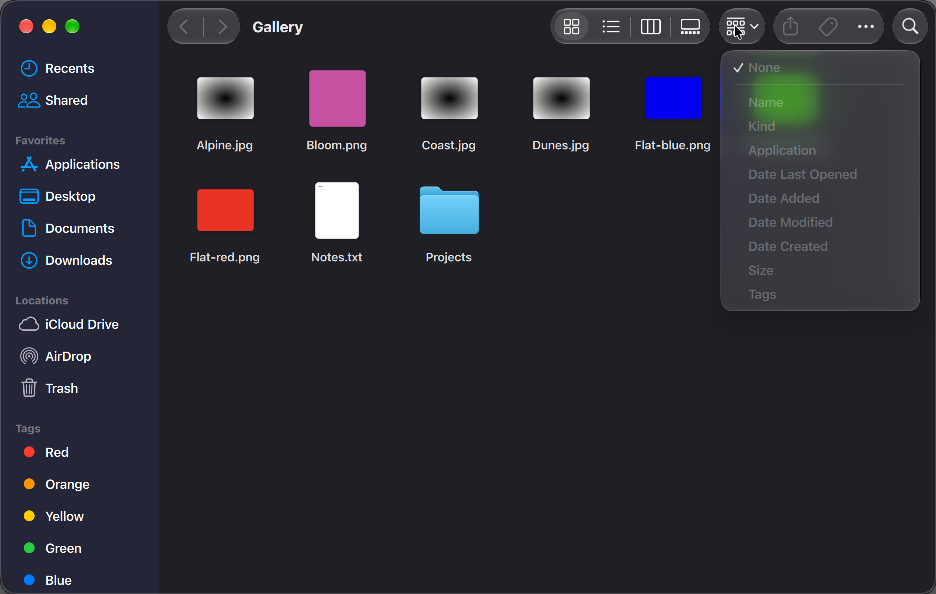 Gallery
Recents
Shared
Favorites
Applications
Desktop
Documents
Downloads
Locations
iCloud Drive
AirDrop
Trash
Tags
Red
Orange
Yellow
Green
Blue
Alpine.jpg
Bloom.png
Coast.jpg
Dunes.jpg
Flat-blue.png
Flat-red.png
Notes.txt
Projects
None
Name
Kind
Application
Date Last Opened
Date Added
Date Modified
Date Created
Size
Tags